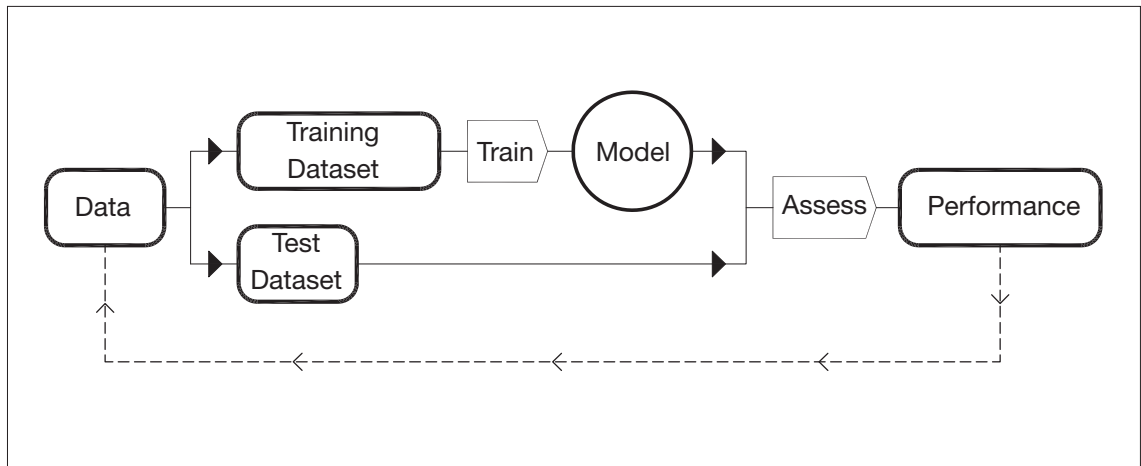 Data
Training
Dataset
Train
Model
Test
Dataset
Assess
Performance